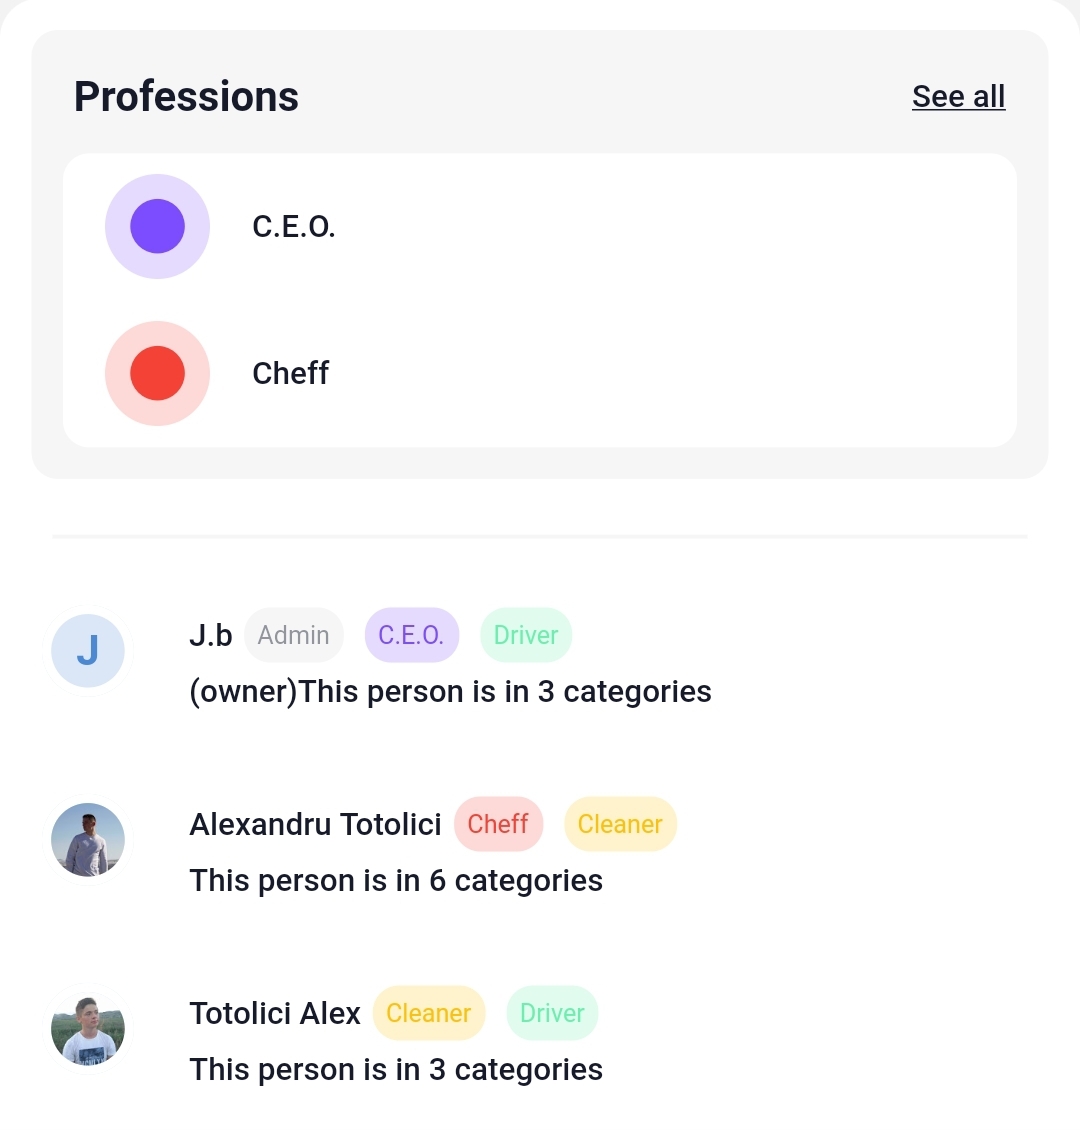 Professions See all
C.E.O.
Cheff
J.b Admin C.E.O. Driver
(owner)This person is in 3 categories
J
Alexandru Totolici Cheff Cleaner
This person is in 6 categories
Totolici Alex Cleaner Driver
This person is in 3 categories